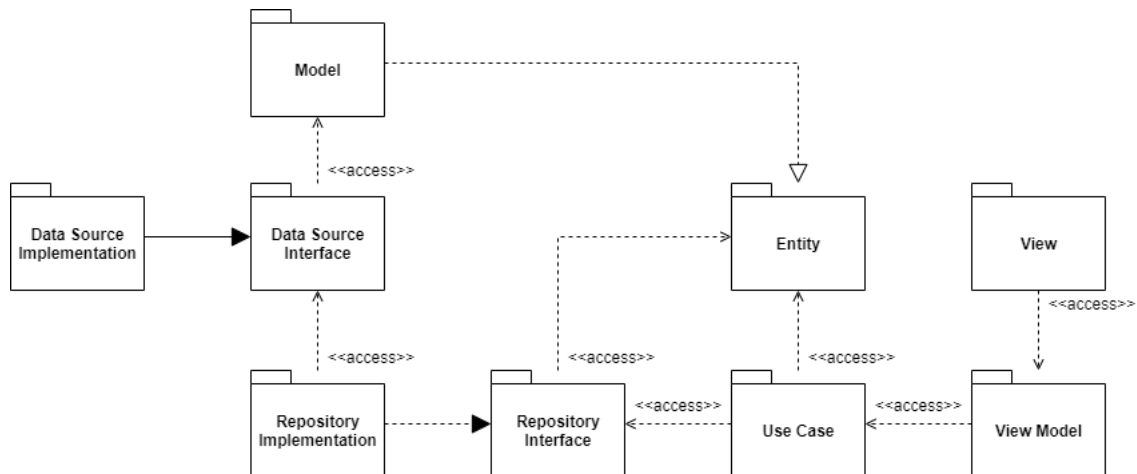 Model
<<access>>
Data Source
Implementation
Data Source
Interface
Entity
View
<<access>>
<<access>>
<<access>>
<<access>>
<<access>>
<<access>>
Repository
Implementation
Repository
Interface
Use Case
View Model